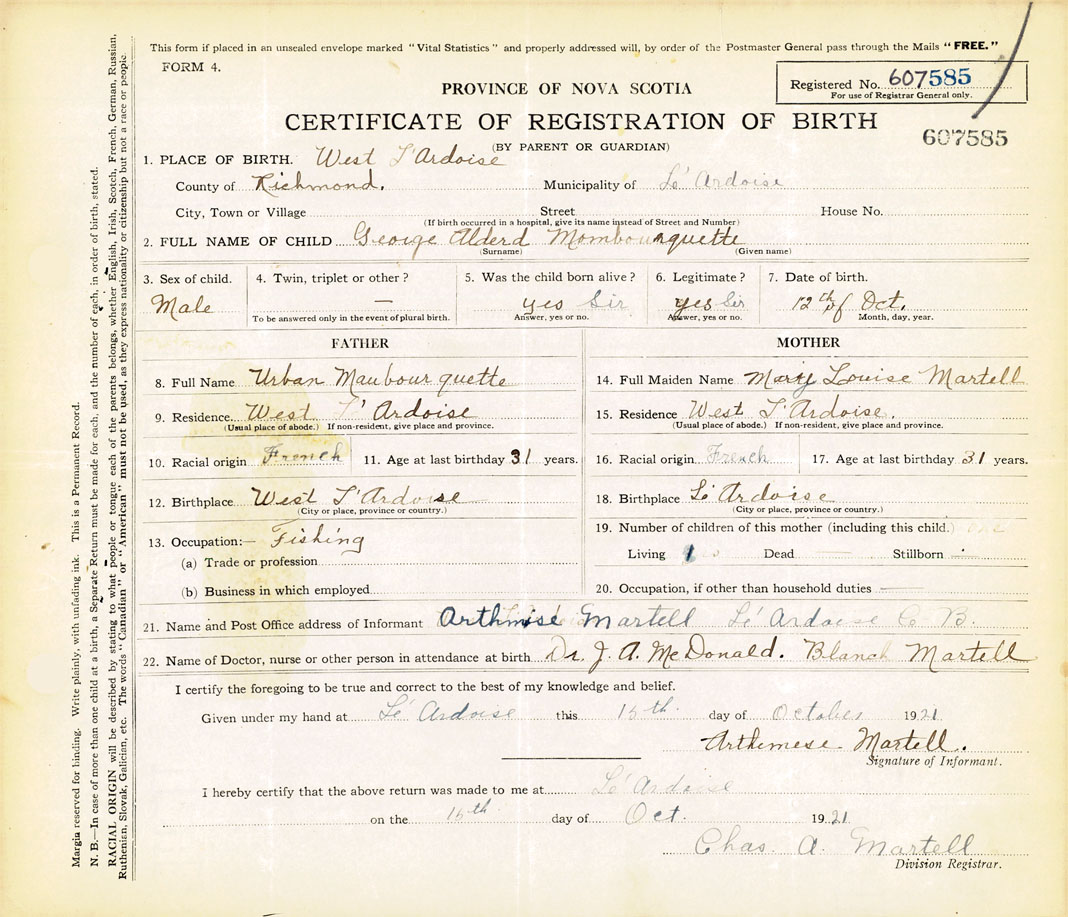 This form if placed in an unsealed envelope marked "Vital Statistics" and properly addressed will, by order of the Postmaster General pass through the Mails "FREE."
FORM 4.
Registered No. 607585
For use of Registrar General only.
PROVINCE OF NOVA SCOTIA
CERTIFICATE OF REGISTRATION OF BIRTH
607585
(BY PARENT OR GUARDIAN)
1. PLACE OF BIRTH. West L'Ardoise
County of Richmond. Municipality of Le' Ardoise
City, Town or Village Street House No.
(If birth occurred in a hospital, give its name instead of Street and Number)
2. FULL NAME OF CHILD George Alderd Mombourquette
(Surname) (Given name)
3. Sex of child. 4. Twin, triplet or other? 5. Was the child born alive? 6. Legitimate? 7. Date of birth.
Male — yes Sir yes Sir 12th of Oct.
To be answered only in the event of plural birth. Answer, yes or no. Answer, yes or no. Month, day, year.
FATHER MOTHER
8. Full Name Urban Maubourquette 14. Full Maiden Name Mary Louise Martell
9. Residence West L'Ardoise 15. Residence West L'Ardoise.
(Usual place of abode.) If non-resident, give place and province. (Usual place of abode.) If non-resident, give place and province.
10. Racial origin French 11. Age at last birthday 31 years. 16. Racial origin French 17. Age at last birthday 31 years.
12. Birthplace West L'Ardoise 18. Birthplace Le' Ardoise
(City or place, province or country.) (City or place, province or country.)
13. Occupation:— Fishing 19. Number of children of this mother (including this child.)
(a) Trade or profession Living Dead Stillborn
(b) Business in which employed 20. Occupation, if other than household duties
21. Name and Post Office address of Informant Arthmise Martell Le' Ardoise C B.
22. Name of Doctor, nurse or other person in attendance at birth Dr. J. A. McDonald. Blanch Martell
I certify the foregoing to be true and correct to the best of my knowledge and belief.
Given under my hand at Le' Ardoise this 15th day of October 1921
Arthemese Martell.
Signature of Informant.
I hereby certify that the above return was made to me at Le' Ardoise
on the 15th day of Oct. 1921
Chas. A. Martell
Division Registrar.
Margin reserved for binding. Write plainly, with unfading ink. This is a Permanent Record.
N. B.—In case of more than one child at a birth, a Separate Return must be made for each, and the number of each, in order of birth, stated.
RACIAL ORIGIN will be described by stating to what people or tongue each of the parents belongs, whether English, Irish, Scotch, French, German, Russian,
Ruthenian, Slovak, Galician, etc. The words "Canadian" or "American" must not be used, as they express nationality or citizenship but not a race or people